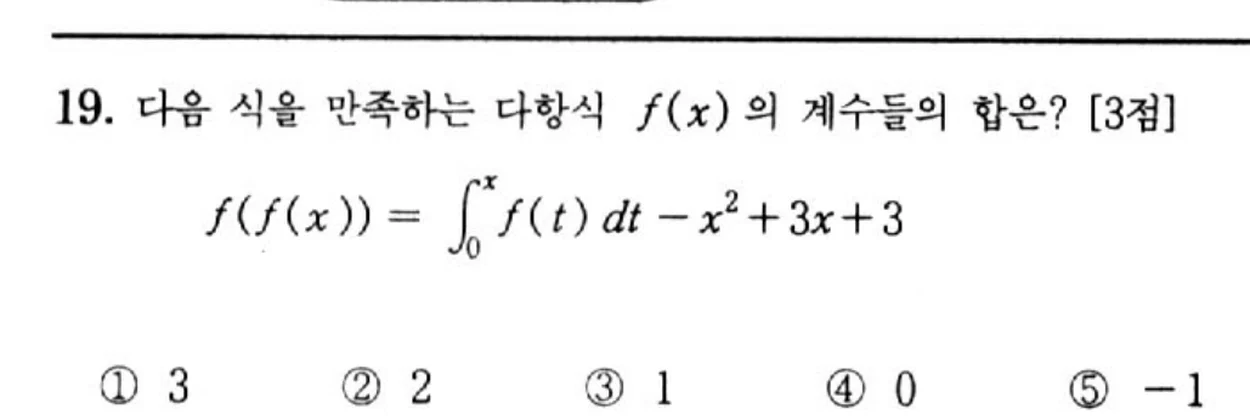 19. 다음 식을 만족하는 다항식 f(x)의 계수들의 합은? [3점]
f(f(x)) = ∫₀ˣ f(t) dt − x² + 3x + 3
① 3 ② 2 ③ 1 ④ 0 ⑤ −1